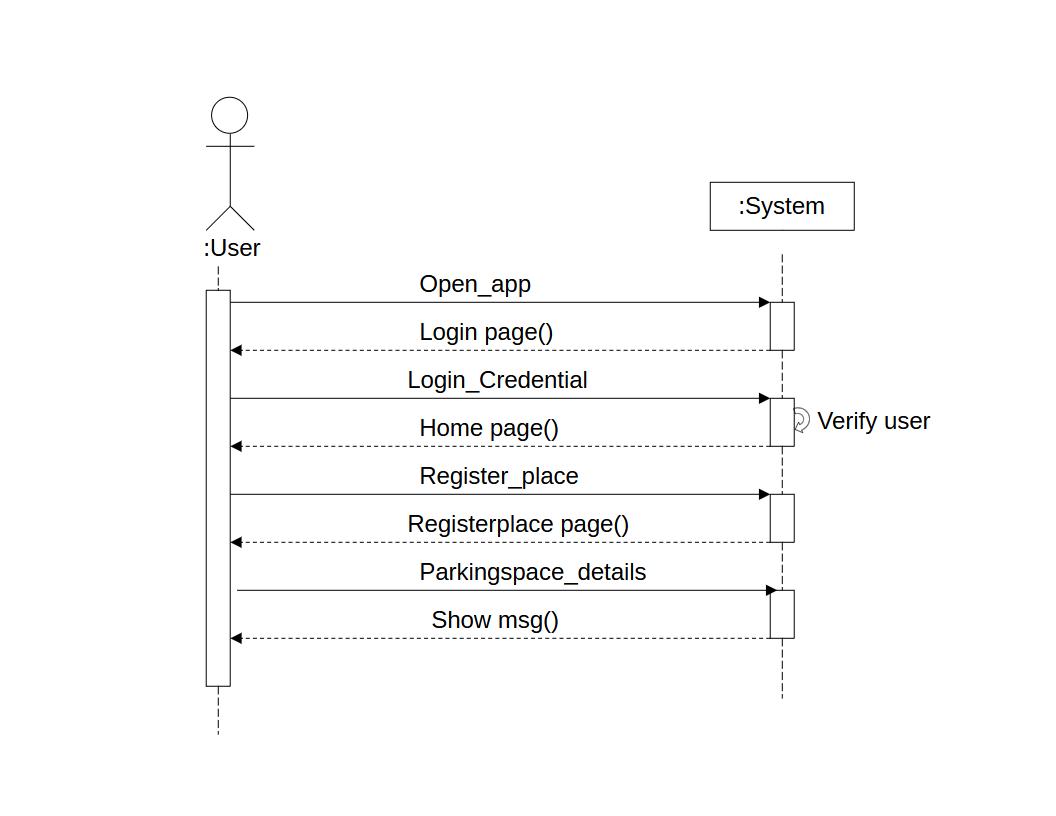 :System
:User
Open_app
Login page()
Login_Credential
Home page()
Verify user
Register_place
Registerplace page()
Parkingspace_details
Show msg()